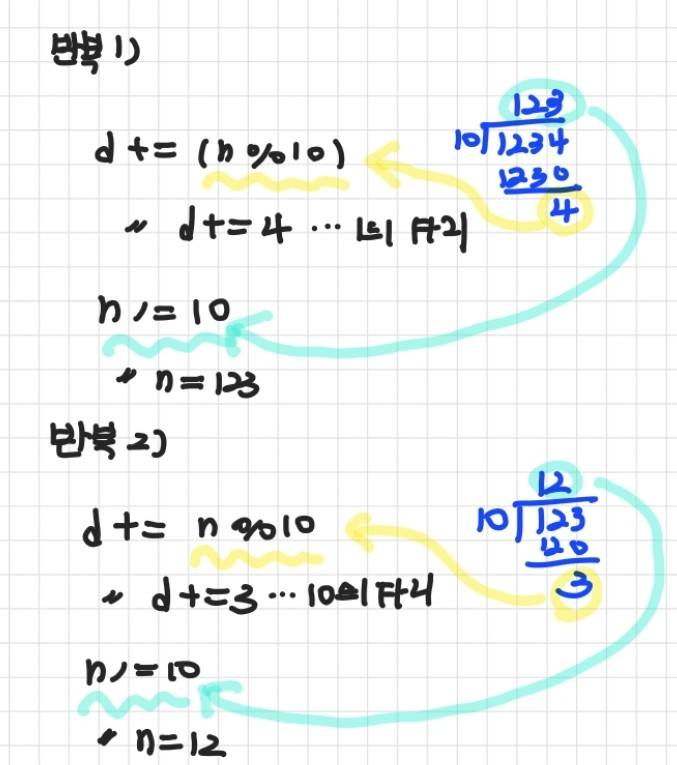 반복 1)
d += (n%10)
〃 d+=4 … 1의 자리
n /= 10
〃 n=123
123
10)1234
1230
4
반복 2)
d += n%10
〃 d+=3 … 10의 자리
n /= 10
〃 n=12
12
10)123
120
3